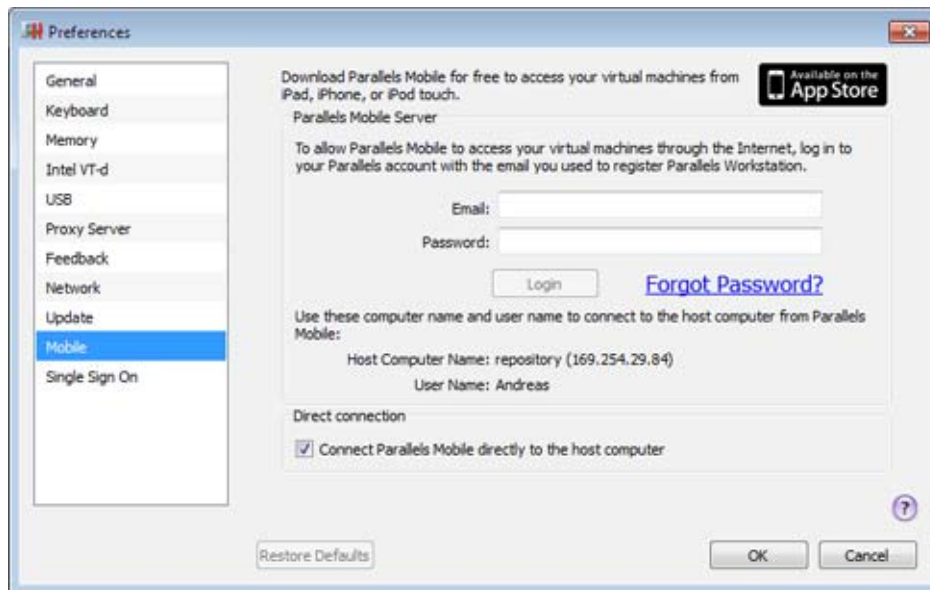 Preferences
General
Keyboard
Memory
Intel VT-d
USB
Proxy Server
Feedback
Network
Update
Mobile
Single Sign On
Download Parallels Mobile for free to access your virtual machines from
iPad, iPhone, or iPod touch.
Available on the
App Store
Parallels Mobile Server
To allow Parallels Mobile to access your virtual machines through the Internet, log in to
your Parallels account with the email you used to register Parallels Workstation.
Email:
Password:
Login
Forgot Password?
Use these computer name and user name to connect to the host computer from Parallels
Mobile:
Host Computer Name: repository (169.254.29.84)
User Name: Andreas
Direct connection
Connect Parallels Mobile directly to the host computer
?
Restore Defaults
OK
Cancel